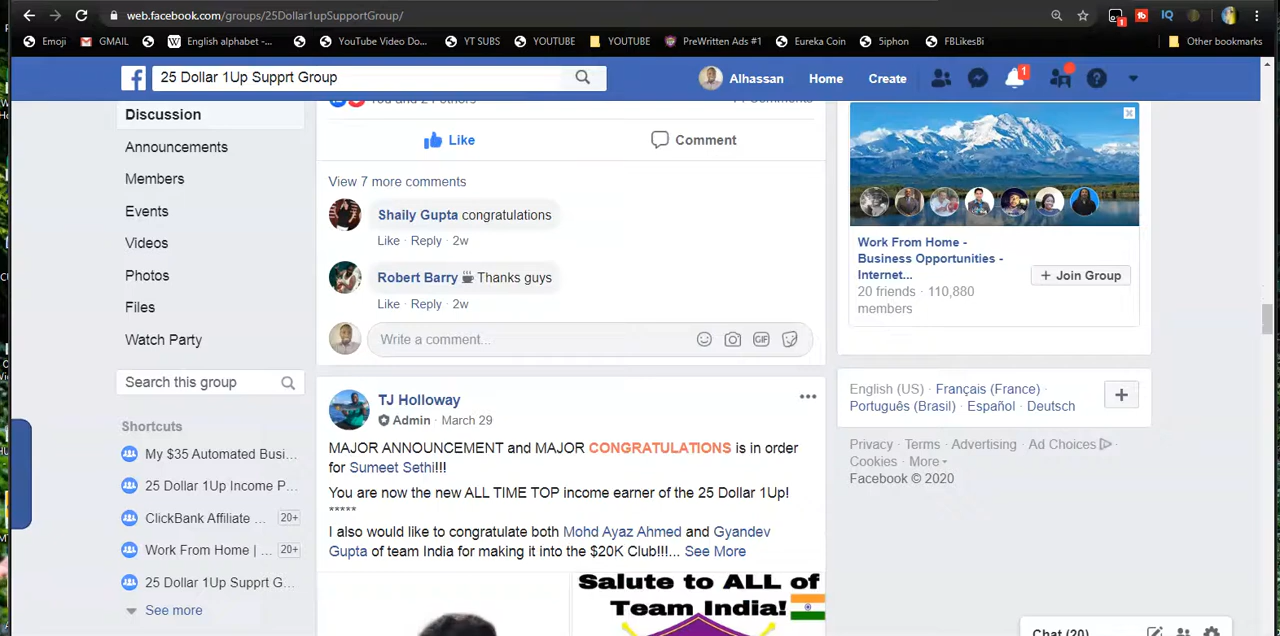 web.facebook.com/groups/25Dollar1upSupportGroup/
1
IQ
Emoji
GMAIL
English alphabet -...
YouTube Video Do...
YT SUBS
YOUTUBE
YOUTUBE
PreWritten Ads #1
Eureka Coin
5iphon
FBLikesBi
Other bookmarks
25 Dollar 1Up Supprt Group
Alhassan
Home
Create
1
Discussion
Announcements
Members
Events
Videos
Photos
Files
Watch Party
Search this group
Shortcuts
My $35 Automated Busi...
25 Dollar 1Up Income P...
ClickBank Affiliate ...
20+
Work From Home | ...
20+
25 Dollar 1Up Supprt G...
See more
You and 24 others
Like
Comment
View 7 more comments
Shaily Gupta congratulations
Like · Reply · 2w
Robert Barry Thanks guys
Like · Reply · 2w
Write a comment...
GIF
TJ Holloway
Admin · March 29
MAJOR ANNOUNCEMENT and MAJOR CONGRATULATIONS is in order
for Sumeet Sethi!!!
You are now the new ALL TIME TOP income earner of the 25 Dollar 1Up!
*****
I also would like to congratulate both Mohd Ayaz Ahmed and Gyandev
Gupta of team India for making it into the $20K Club!!!... See More
Salute to ALL of
Team India!
Work From Home -
Business Opportunities -
Internet...
20 friends · 110,880
members
+ Join Group
English (US) · Français (France) ·
Português (Brasil) · Español · Deutsch
Privacy · Terms · Advertising · Ad Choices ·
Cookies · More
Facebook © 2020
Chat (20)